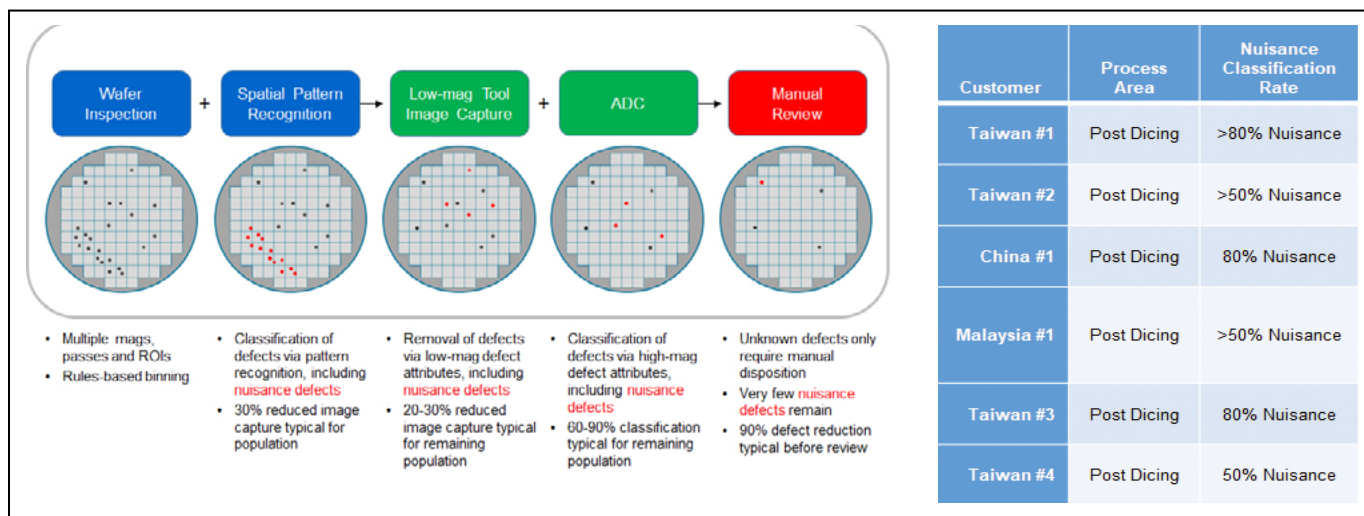 Wafer
Inspection
+
Spatial Pattern
Recognition
Low-mag Tool
Image Capture
+
ADC
Manual
Review
• Multiple mags,
passes and ROIs
• Rules-based binning
• Classification of
defects via pattern
recognition, including
nuisance defects
• 30% reduced image
capture typical for
population
• Removal of defects
via low-mag defect
attributes, including
nuisance defects
• 20-30% reduced
image capture typical
for remaining
population
• Classification of
defects via high-mag
defect attributes,
including nuisance
defects
• 60-90% classification
typical for remaining
population
• Unknown defects only
require manual
disposition
• Very few nuisance
defects remain
• 90% defect reduction
typical before review
Customer
Process
Area
Nuisance
Classification
Rate
Taiwan #1
Post Dicing
>80% Nuisance
Taiwan #2
Post Dicing
>50% Nuisance
China #1
Post Dicing
80% Nuisance
Malaysia #1
Post Dicing
>50% Nuisance
Taiwan #3
Post Dicing
80% Nuisance
Taiwan #4
Post Dicing
50% Nuisance